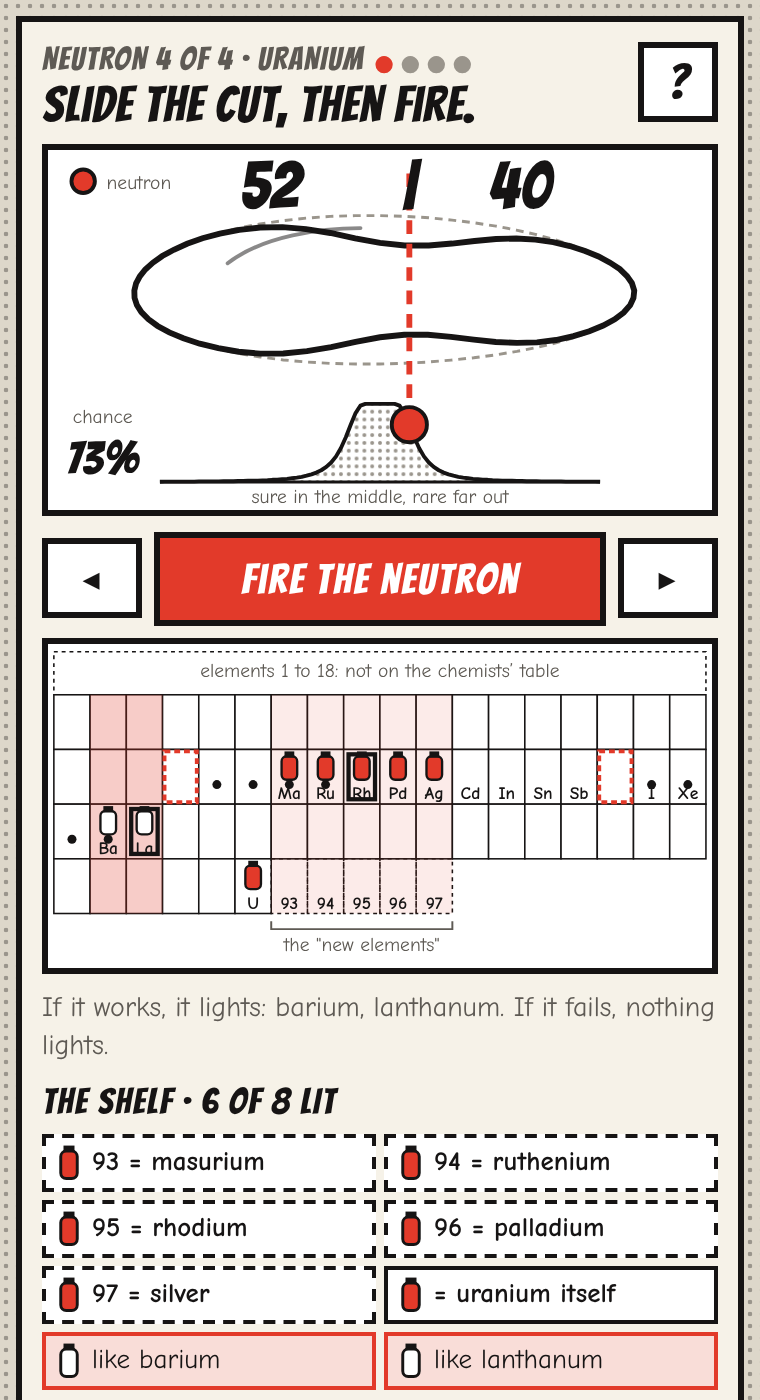 NEUTRON 4 OF 4 · URANIUM
SLIDE THE CUT, THEN FIRE.
?
neutron
52 / 40
chance
73%
sure in the middle, rare far out
◄
FIRE THE NEUTRON
►
elements 1 to 18: not on the chemists' table
Ma Ru Rh Pd Ag Cd In Sn Sb I Xe
Ba La
U 93 94 95 96 97
the "new elements"
If it works, it lights: barium, lanthanum. If it fails, nothing
lights.
THE SHELF · 6 OF 8 LIT
93 = masurium
94 = ruthenium
95 = rhodium
96 = palladium
97 = silver
= uranium itself
like barium
like lanthanum